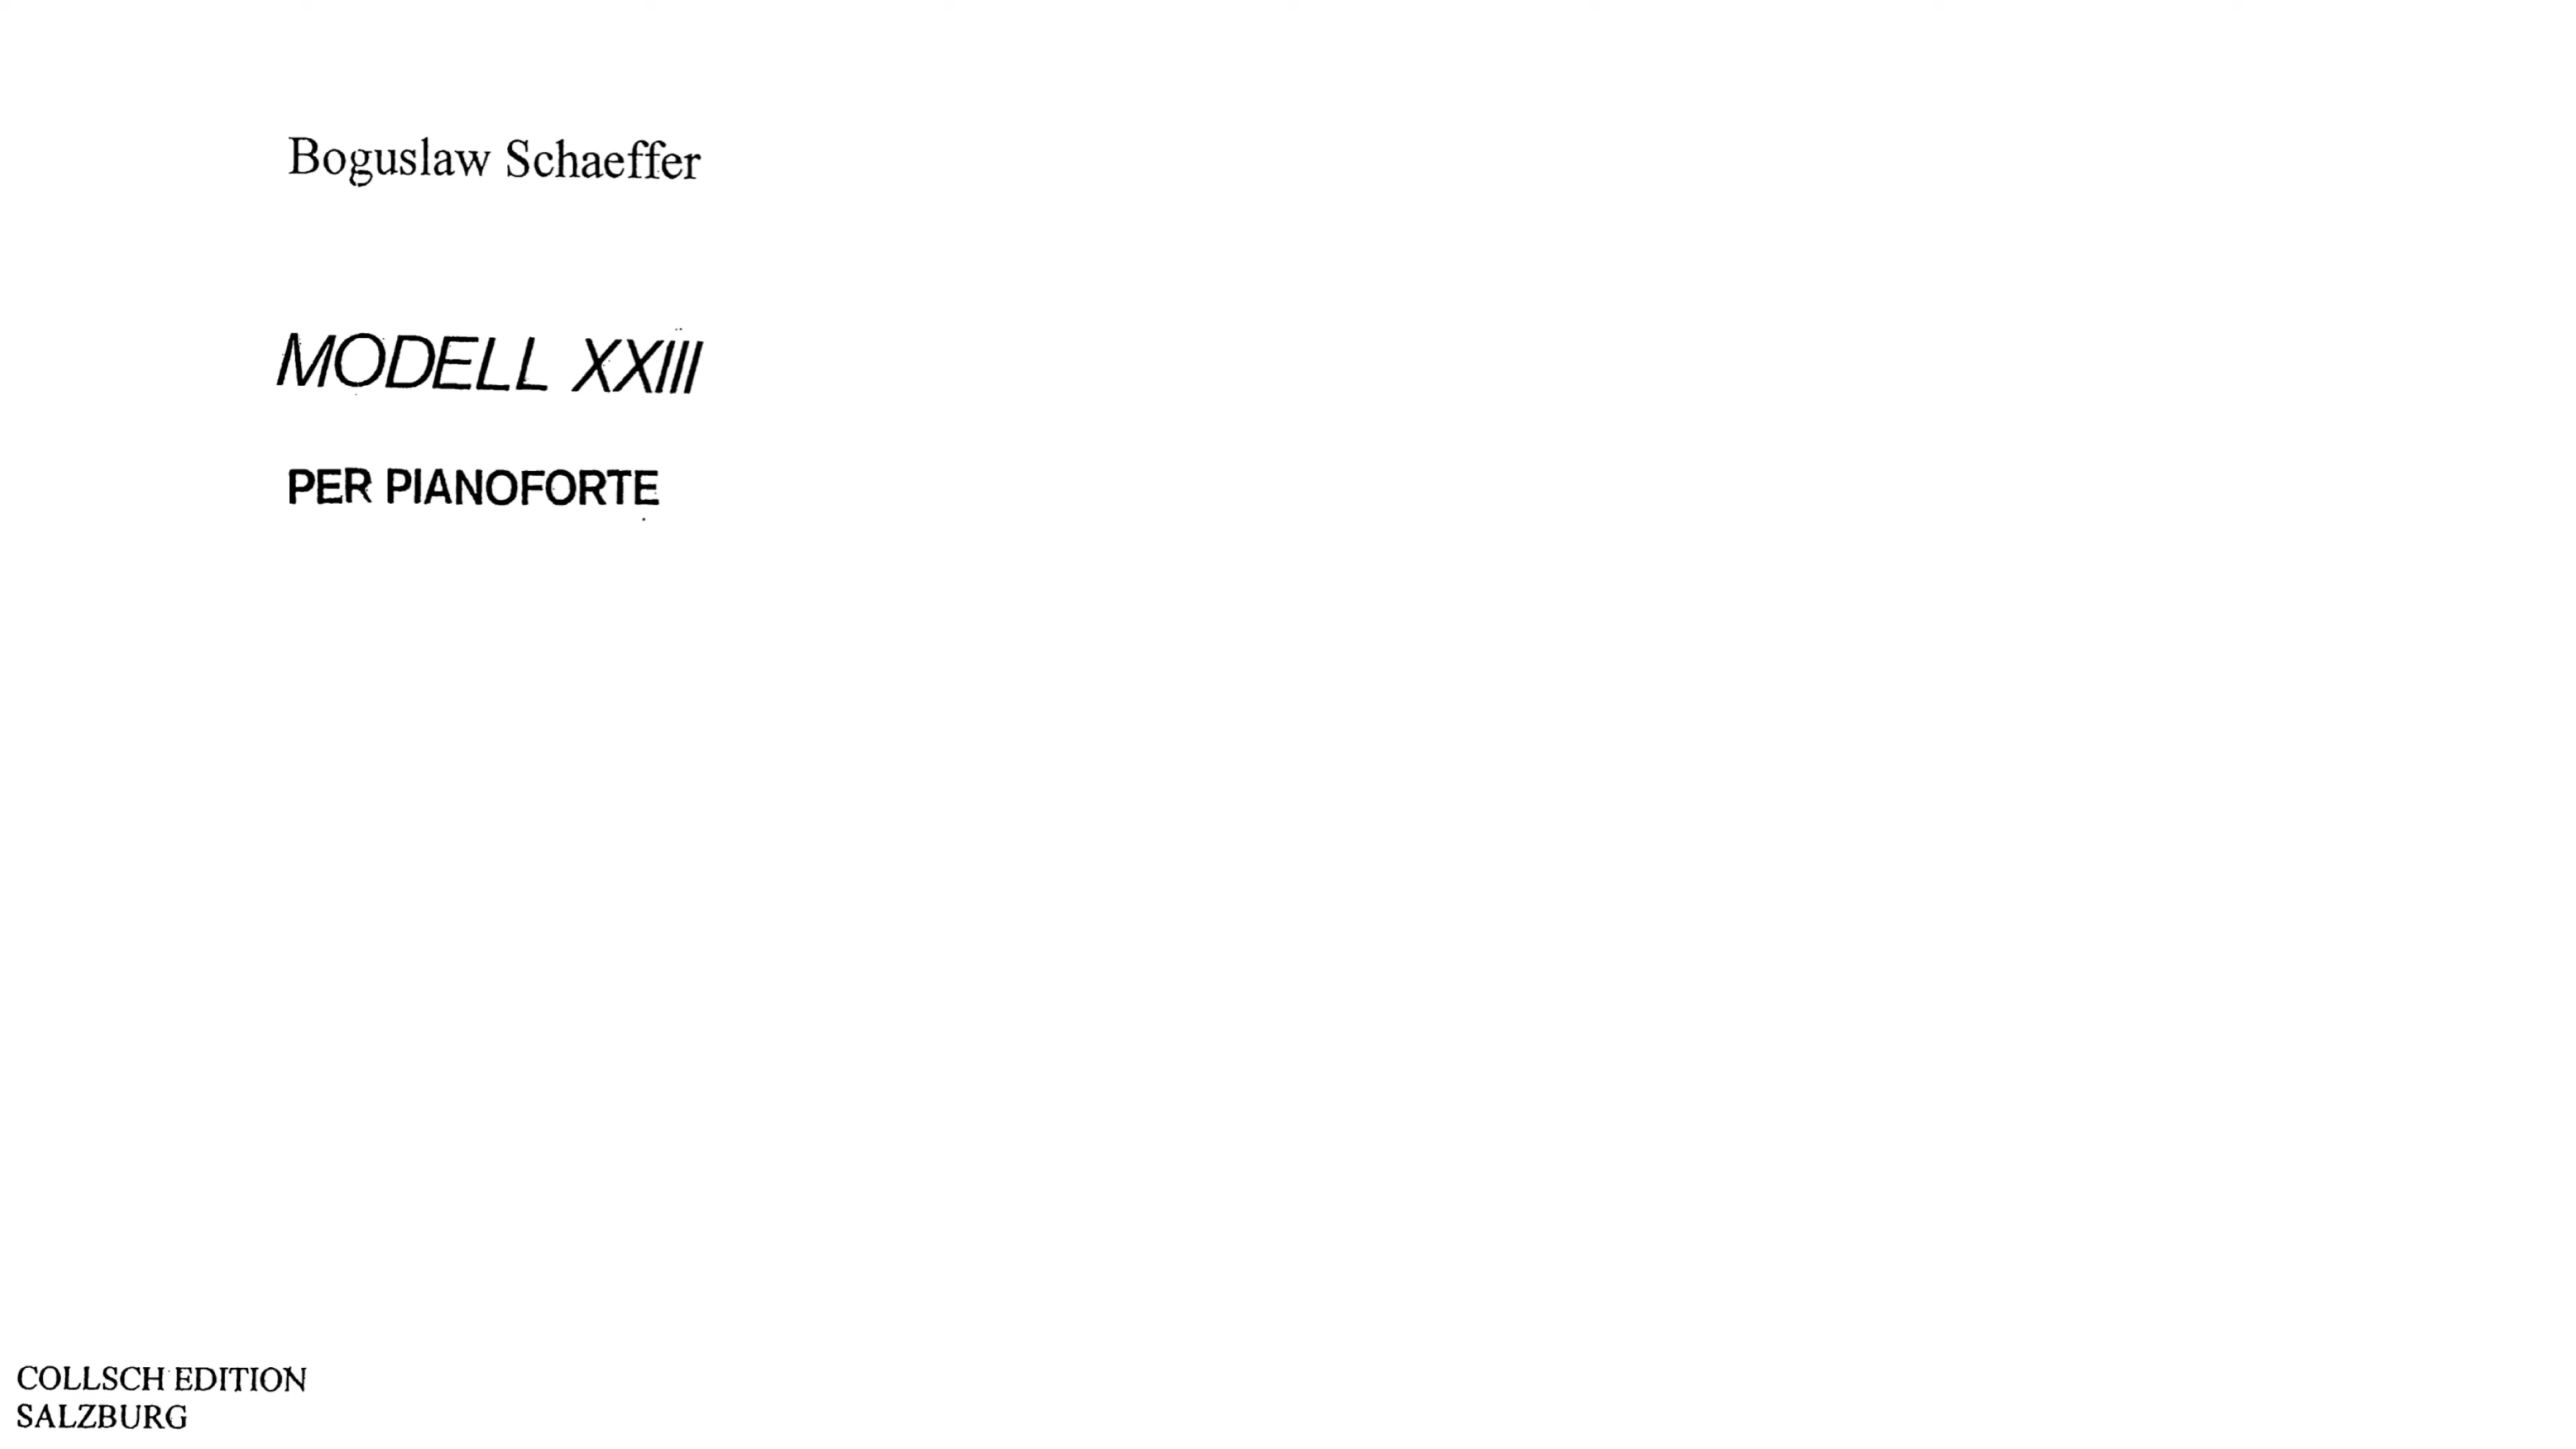 Boguslaw Schaeffer
MODELL XXIII
PER PIANOFORTE
COLLSCH EDITION
SALZBURG